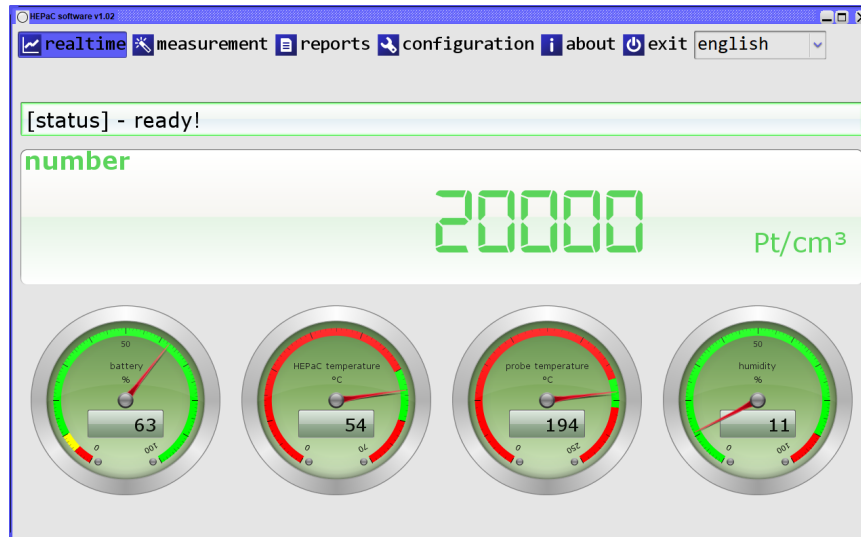 HEPaC software v1.02
realtime measurement reports configuration about exit english
[status] - ready!
number
20000
Pt/cm³
50
battery
%
63
0
100
HEPaC temperature
°C
54
0
70
probe temperature
°C
194
0
250
50
humidity
%
11
0
100